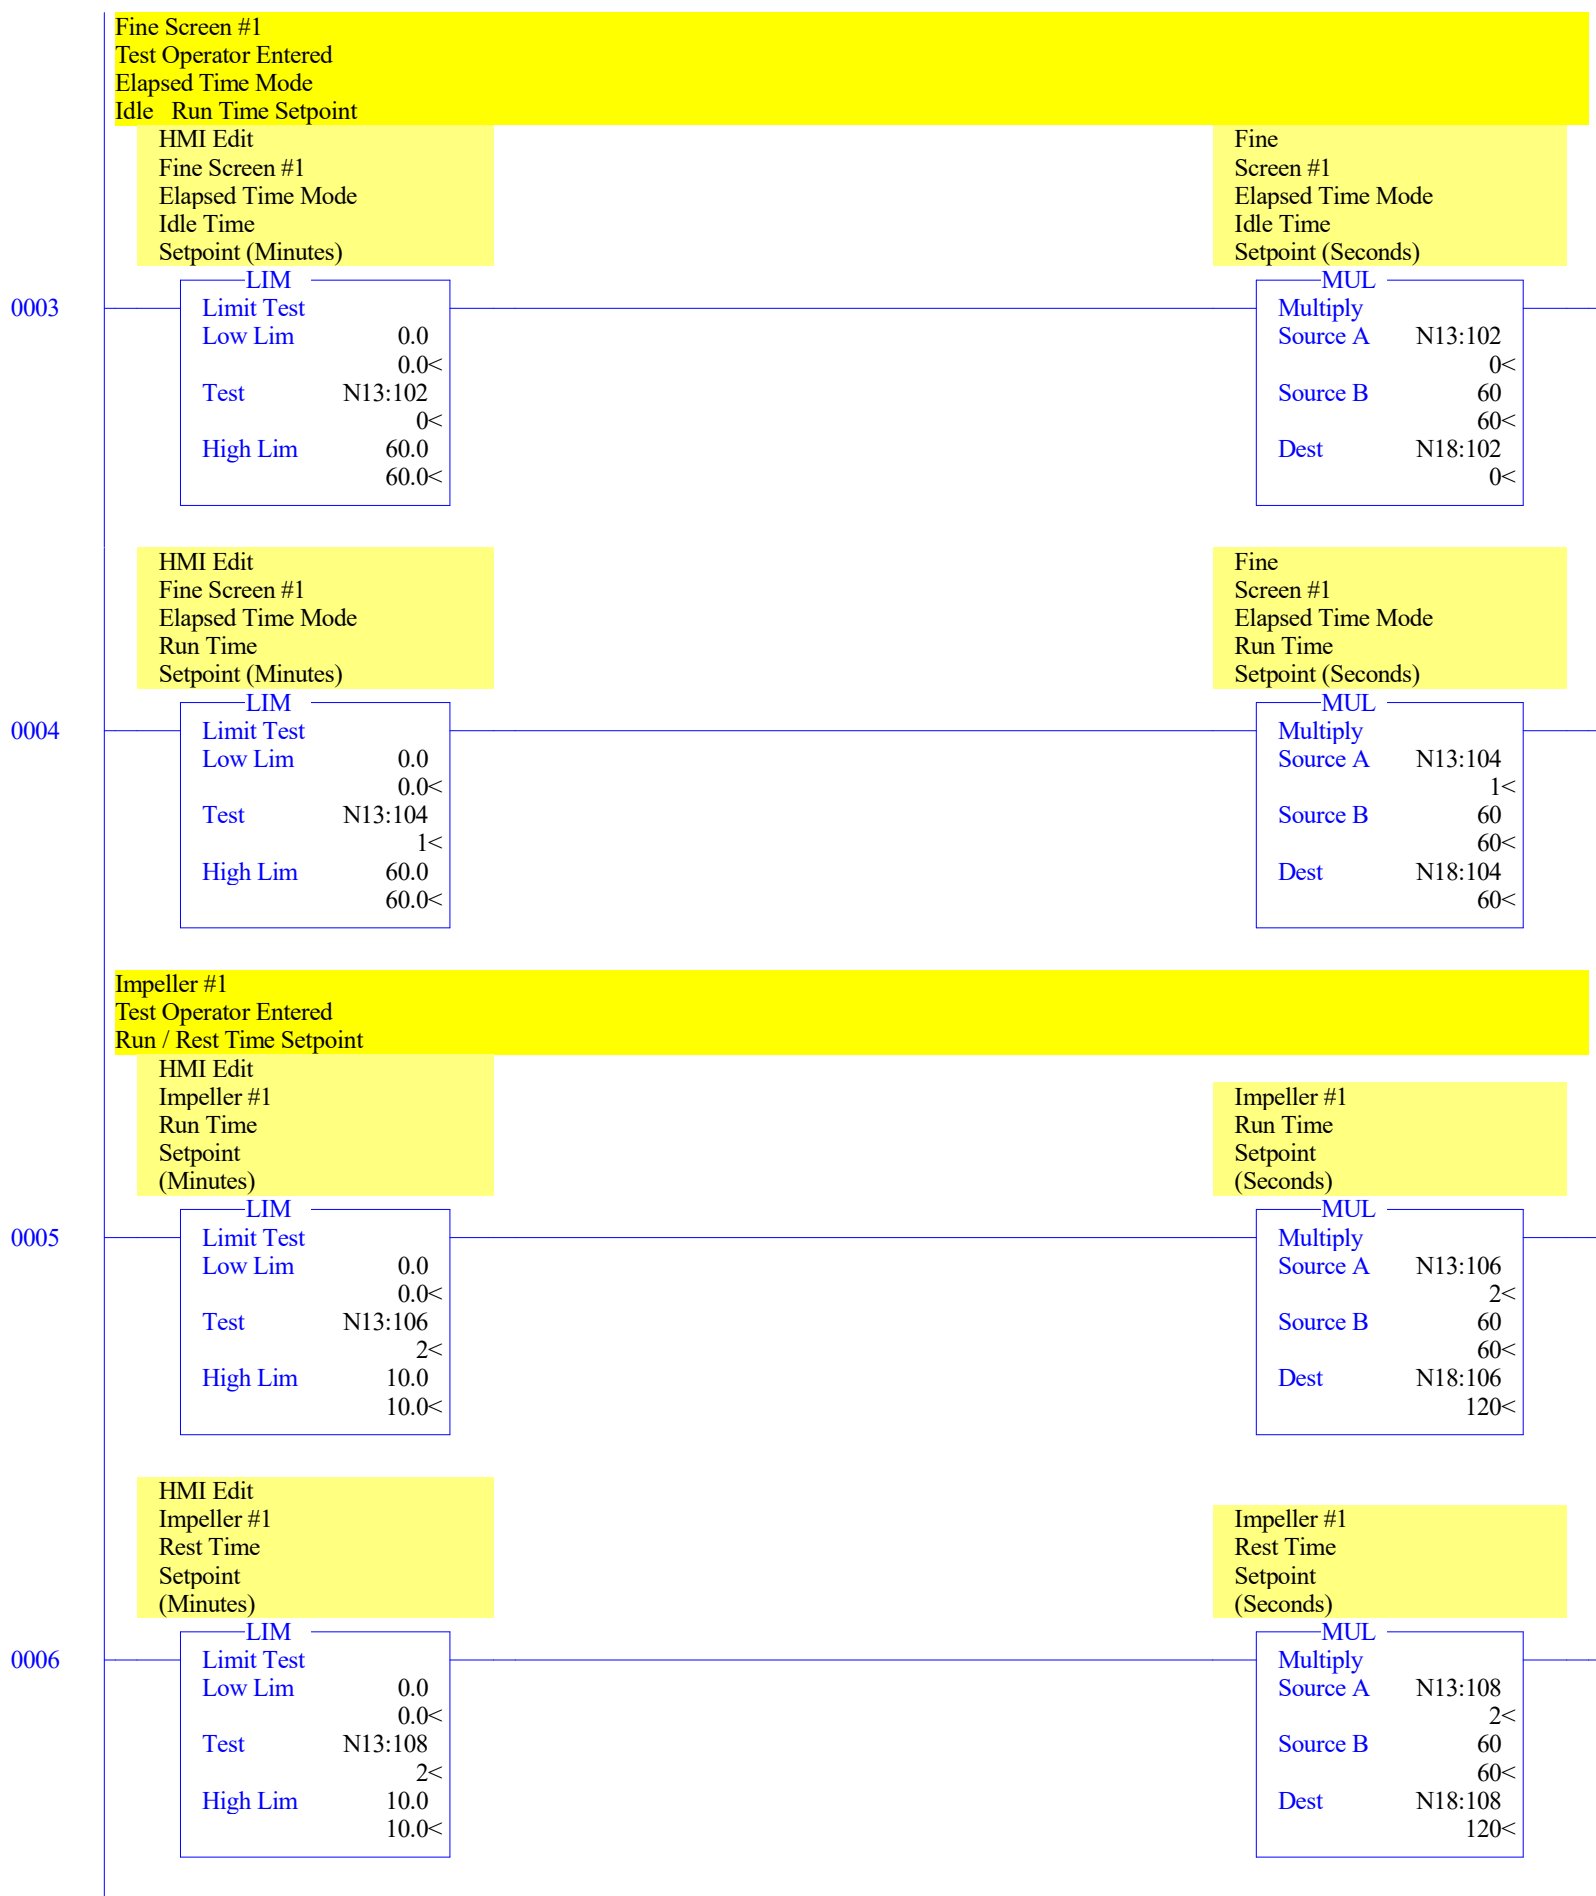 Fine Screen #1
Test Operator Entered
Elapsed Time Mode
Idle   Run Time Setpoint
HMI Edit
Fine Screen #1
Elapsed Time Mode
Idle Time
Setpoint (Minutes)
Fine
Screen #1
Elapsed Time Mode
Idle Time
Setpoint (Seconds)
0003
LIM
Limit Test
Low Lim 0.0
0.0<
Test N13:102
0<
High Lim 60.0
60.0<
MUL
Multiply
Source A N13:102
0<
Source B 60
60<
Dest N18:102
0<
HMI Edit
Fine Screen #1
Elapsed Time Mode
Run Time
Setpoint (Minutes)
Fine
Screen #1
Elapsed Time Mode
Run Time
Setpoint (Seconds)
0004
LIM
Limit Test
Low Lim 0.0
0.0<
Test N13:104
1<
High Lim 60.0
60.0<
MUL
Multiply
Source A N13:104
1<
Source B 60
60<
Dest N18:104
60<
Impeller #1
Test Operator Entered
Run / Rest Time Setpoint
HMI Edit
Impeller #1
Run Time
Setpoint
(Minutes)
Impeller #1
Run Time
Setpoint
(Seconds)
0005
LIM
Limit Test
Low Lim 0.0
0.0<
Test N13:106
2<
High Lim 10.0
10.0<
MUL
Multiply
Source A N13:106
2<
Source B 60
60<
Dest N18:106
120<
HMI Edit
Impeller #1
Rest Time
Setpoint
(Minutes)
Impeller #1
Rest Time
Setpoint
(Seconds)
0006
LIM
Limit Test
Low Lim 0.0
0.0<
Test N13:108
2<
High Lim 10.0
10.0<
MUL
Multiply
Source A N13:108
2<
Source B 60
60<
Dest N18:108
120<